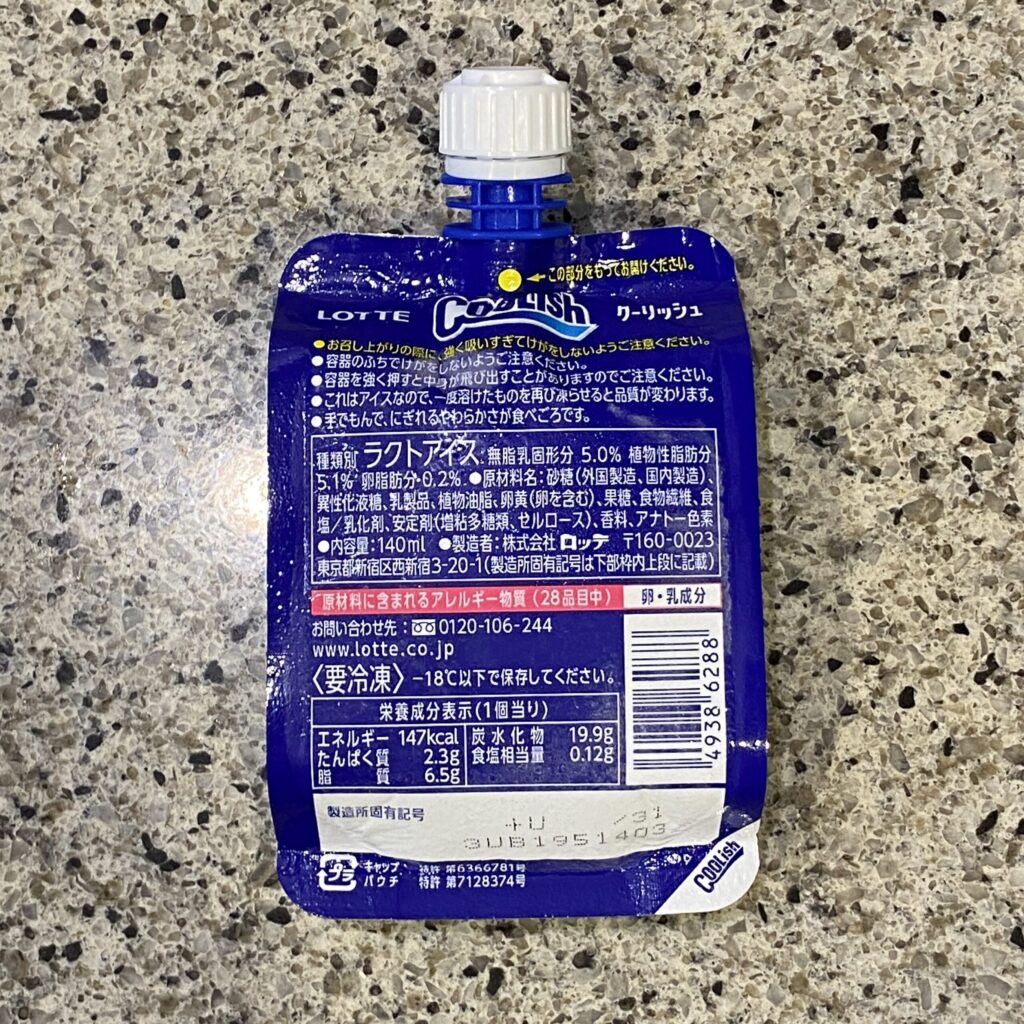 この部分をもってお開けください。
LOTTE COOLish クーリッシュ
●お召し上がりの際に、強く吸いすぎてけがをしないようご注意ください。
●容器のふちでけがをしないようご注意ください。
●容器を強く押すと中身が飛び出すことがありますのでご注意ください。
●これはアイスなので、一度溶けたものを再び凍らせると品質が変わります。
●手でもんで、にぎれるやわらかさが食べごろです。
種類別 ラクトアイス 無脂乳固形分 5.0% 植物性脂肪分
5.1% 卵脂肪分 0.2% ●原材料名:砂糖(外国製造、国内製造)、
異性化液糖、乳製品、植物油脂、卵黄(卵を含む)、果糖、食物繊維、食
塩/乳化剤、安定剤(増粘多糖類、セルロース)、香料、アナトー色素
●内容量:140ml ●製造者:株式会社 ロッテ 〒160-0023
東京都新宿区西新宿3-20-1(製造所固有記号は下部枠内上段に記載)
原材料に含まれるアレルギー物質(28品目中) 卵・乳成分
お問い合わせ先:0120-106-244
www.lotte.co.jp
〈要冷凍〉−18℃以下で保存してください。
栄養成分表示(1個当り)
エネルギー 147kcal 炭水化物 19.9g
たんぱく質 2.3g 食塩相当量 0.12g
脂質 6.5g
4938 6288
製造所固有記号
+U /31
3UB1951403
プラ キャップ・ 特許 第6366781号
パウチ 特許 第7128374号
COOLish